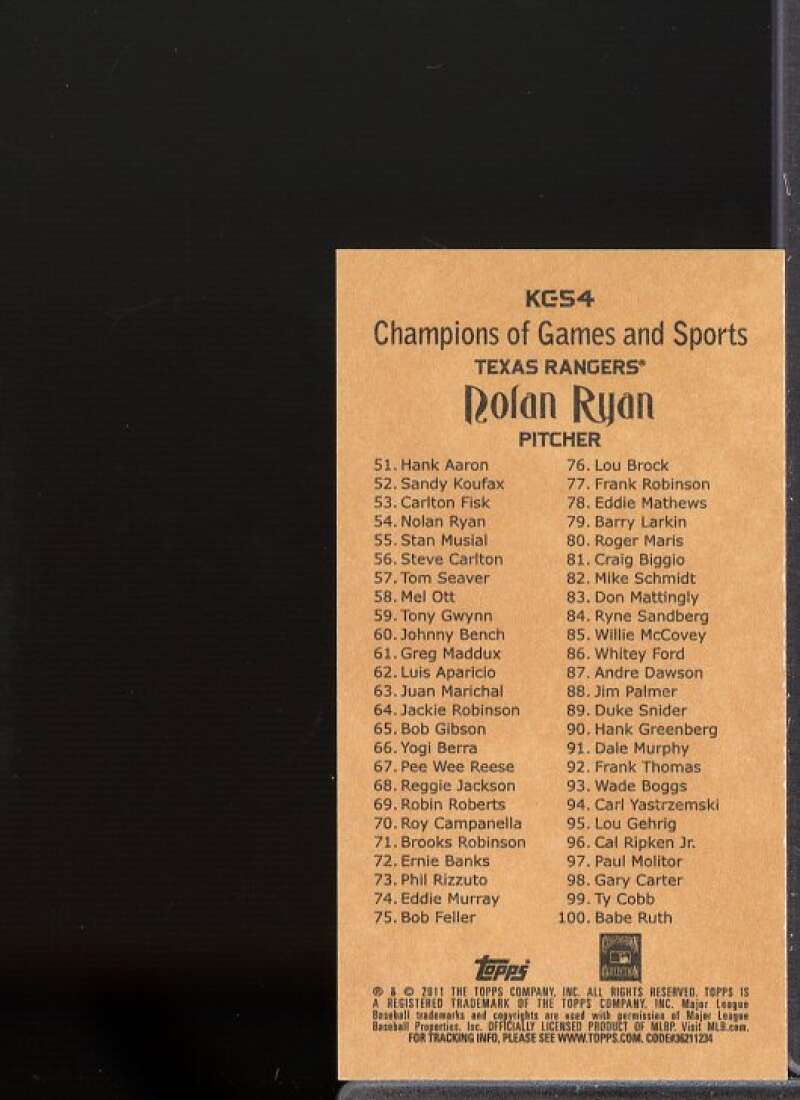 KC-54
Champions of Games and Sports
TEXAS RANGERS®
Nolan Ryan
PITCHER
51. Hank Aaron
52. Sandy Koufax
53. Carlton Fisk
54. Nolan Ryan
55. Stan Musial
56. Steve Carlton
57. Tom Seaver
58. Mel Ott
59. Tony Gwynn
60. Johnny Bench
61. Greg Maddux
62. Luis Aparicio
63. Juan Marichal
64. Jackie Robinson
65. Bob Gibson
66. Yogi Berra
67. Pee Wee Reese
68. Reggie Jackson
69. Robin Roberts
70. Roy Campanella
71. Brooks Robinson
72. Ernie Banks
73. Phil Rizzuto
74. Eddie Murray
75. Bob Feller
76. Lou Brock
77. Frank Robinson
78. Eddie Mathews
79. Barry Larkin
80. Roger Maris
81. Craig Biggio
82. Mike Schmidt
83. Don Mattingly
84. Ryne Sandberg
85. Willie McCovey
86. Whitey Ford
87. Andre Dawson
88. Jim Palmer
89. Duke Snider
90. Hank Greenberg
91. Dale Murphy
92. Frank Thomas
93. Wade Boggs
94. Carl Yastrzemski
95. Lou Gehrig
96. Cal Ripken Jr.
97. Paul Molitor
98. Gary Carter
99. Ty Cobb
100. Babe Ruth
Topps
COOPERSTOWN
COLLECTION
® & © 2011 THE TOPPS COMPANY, INC. ALL RIGHTS RESERVED. TOPPS IS
A REGISTERED TRADEMARK OF THE TOPPS COMPANY, INC. Major League
Baseball trademarks and copyrights are used with permission of Major League
Baseball Properties, Inc. OFFICIALLY LICENSED PRODUCT OF MLBP. Visit MLB.com.
FOR TRACKING INFO, PLEASE SEE WWW.TOPPS.COM. CODE#36211234